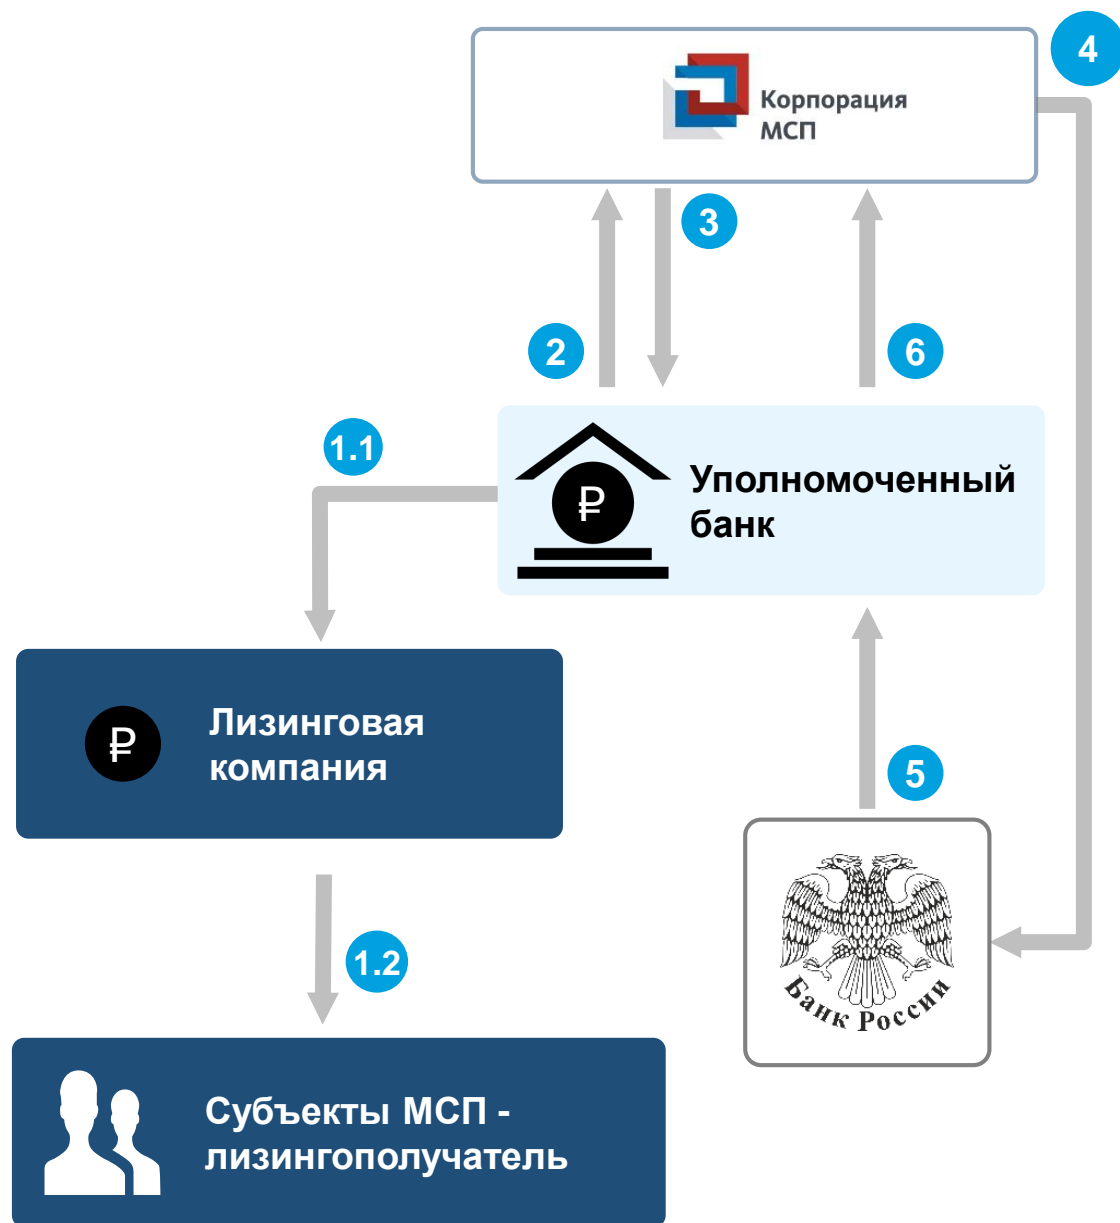 4
Корпорация
МСП
3
2
6
1.1
Уполномоченный
банк
₽
Лизинговая
компания
₽
5
1.2
Банк России
Субъекты МСП -
лизингополучатель